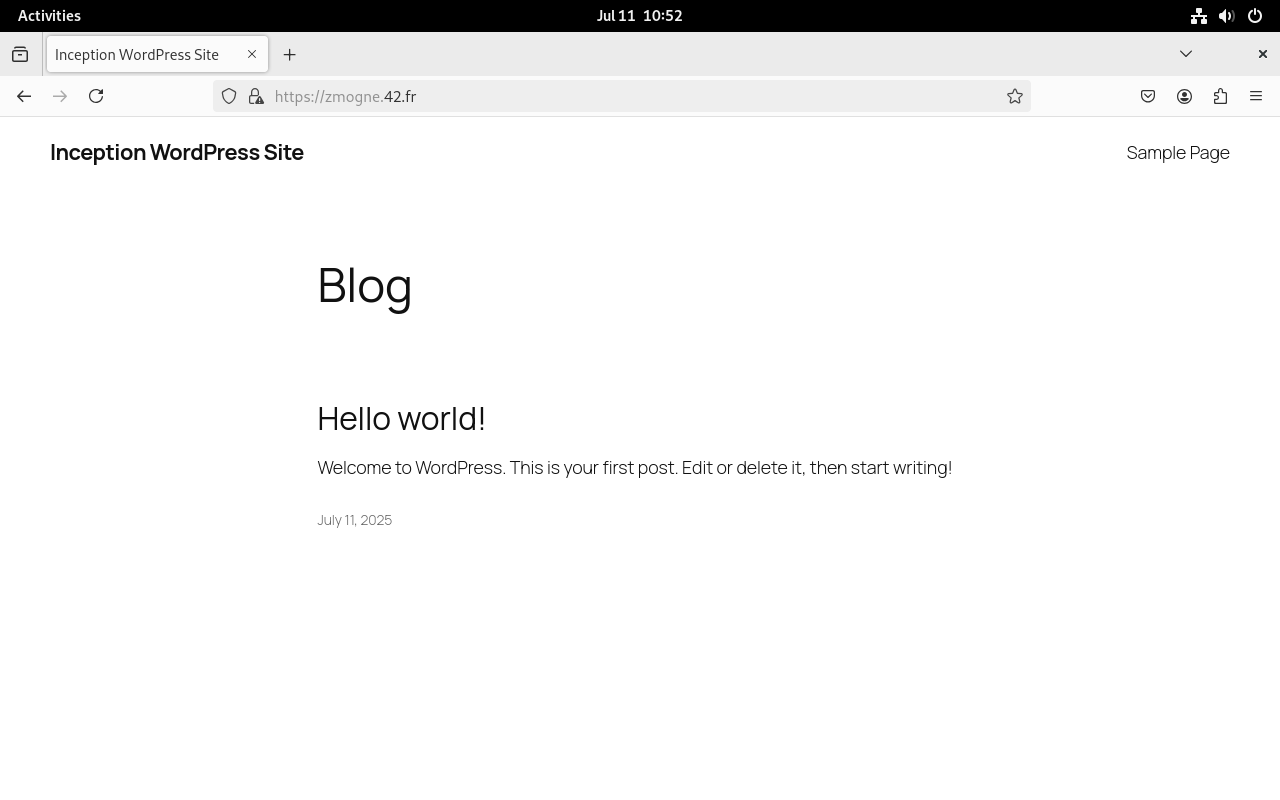 Activities
Jul 11 10:52
Inception WordPress Site
https://zmogne.42.fr
Inception WordPress Site
Sample Page
Blog
Hello world!
Welcome to WordPress. This is your first post. Edit or delete it, then start writing!
July 11, 2025